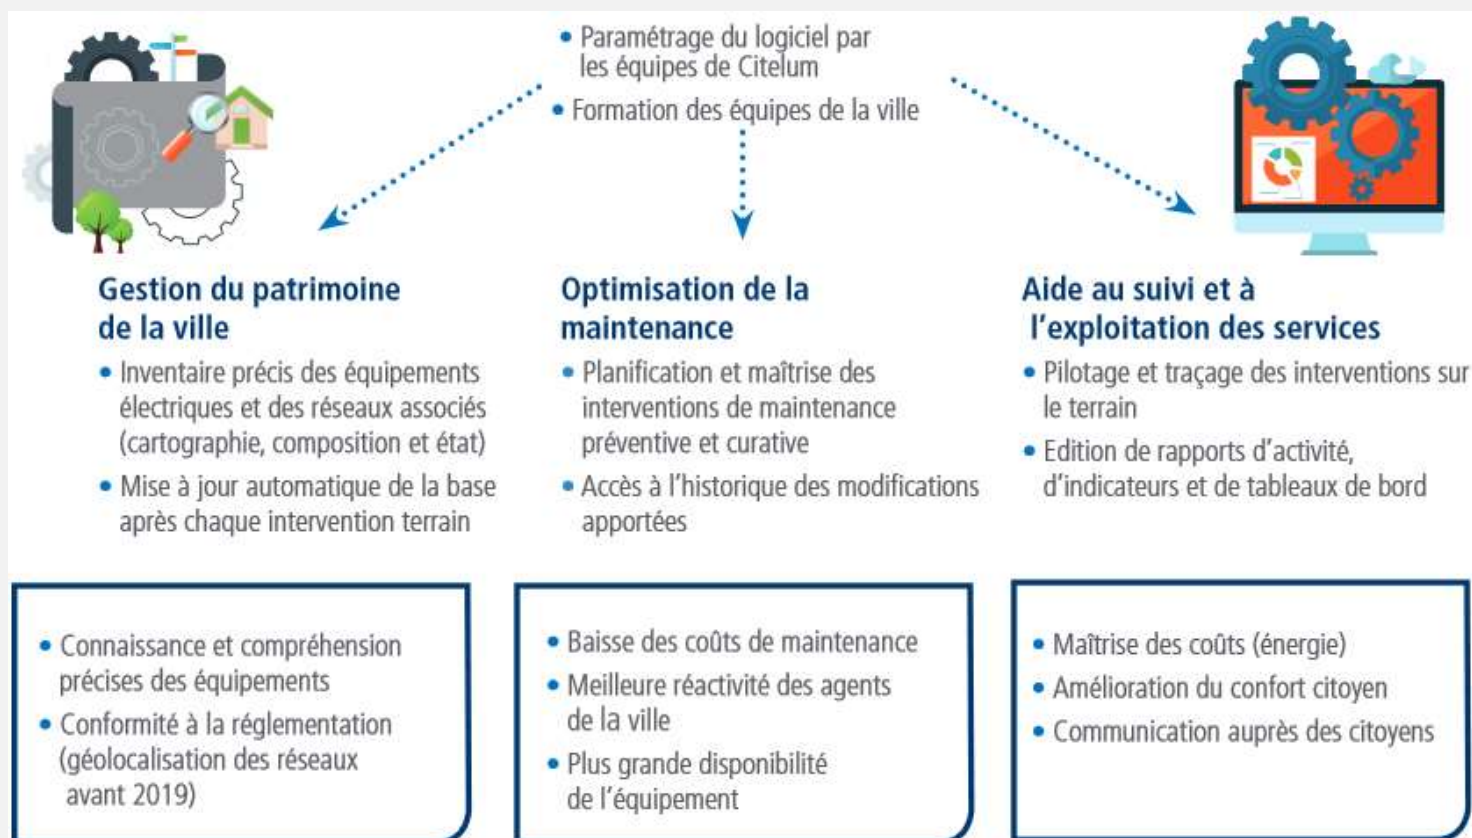 • Paramétrage du logiciel par
les équipes de Citelum
• Formation des équipes de la ville
Gestion du patrimoine
de la ville
• Inventaire précis des équipements
électriques et des réseaux associés
(cartographie, composition et état)
• Mise à jour automatique de la base
après chaque intervention terrain
• Connaissance et compréhension
précises des équipements
• Conformité à la réglementation
(géolocalisation des réseaux
avant 2019)
Optimisation de la
maintenance
• Planification et maîtrise des
interventions de maintenance
préventive et curative
• Accès à l'historique des modifications
apportées
• Baisse des coûts de maintenance
• Meilleure réactivité des agents
de la ville
• Plus grande disponibilité
de l'équipement
Aide au suivi et à
l'exploitation des services
• Pilotage et traçage des interventions sur
le terrain
• Edition de rapports d'activité,
d'indicateurs et de tableaux de bord
• Maîtrise des coûts (énergie)
• Amélioration du confort citoyen
• Communication auprès des citoyens